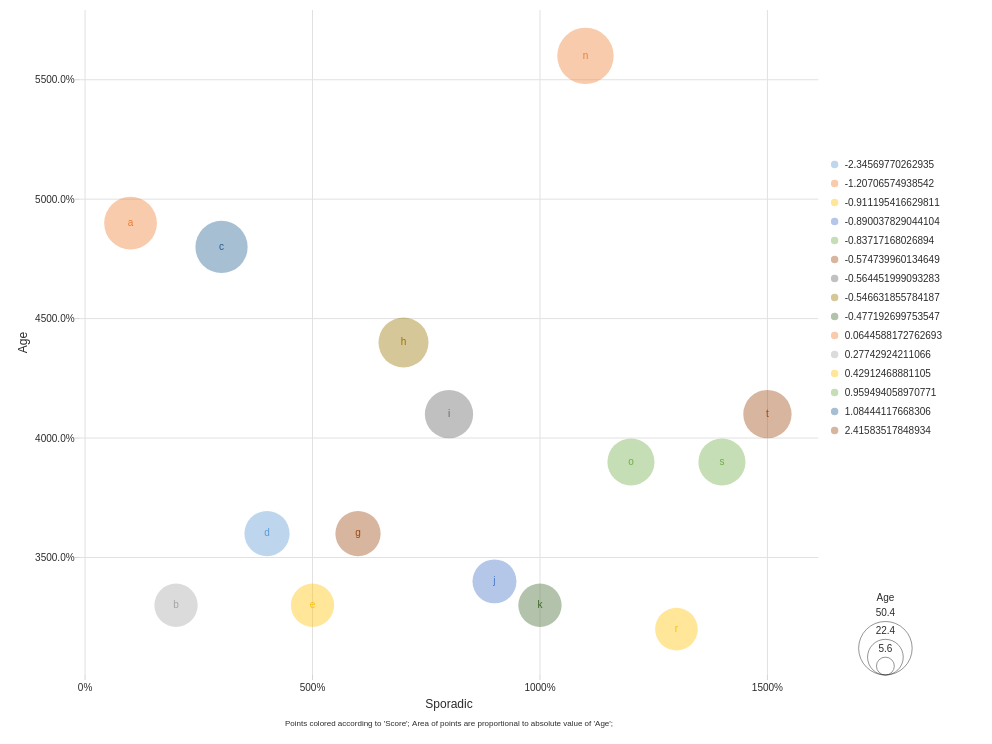 n
5500.0%
5000.0%
a
c
4500.0%
h
i
t
4000.0%
o
s
d
g
3500.0%
j
b
e
k
r
Age
0%
500%
1000%
1500%
Sporadic
Points colored according to 'Score'; Area of points are proportional to absolute value of 'Age';
-2.34569770262935
-1.20706574938542
-0.911195416629811
-0.890037829044104
-0.83717168026894
-0.574739960134649
-0.564451999093283
-0.546631855784187
-0.477192699753547
0.0644588172762693
0.27742924211066
0.42912468881105
0.959494058970771
1.08444117668306
2.41583517848934
Age
50.4
22.4
5.6